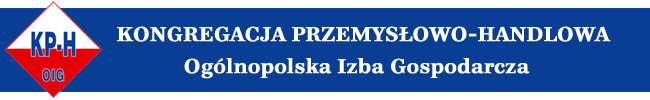 KP-H
OIG
KONGREGACJA PRZEMYSŁOWO-HANDLOWA
Ogólnopolska Izba Gospodarcza